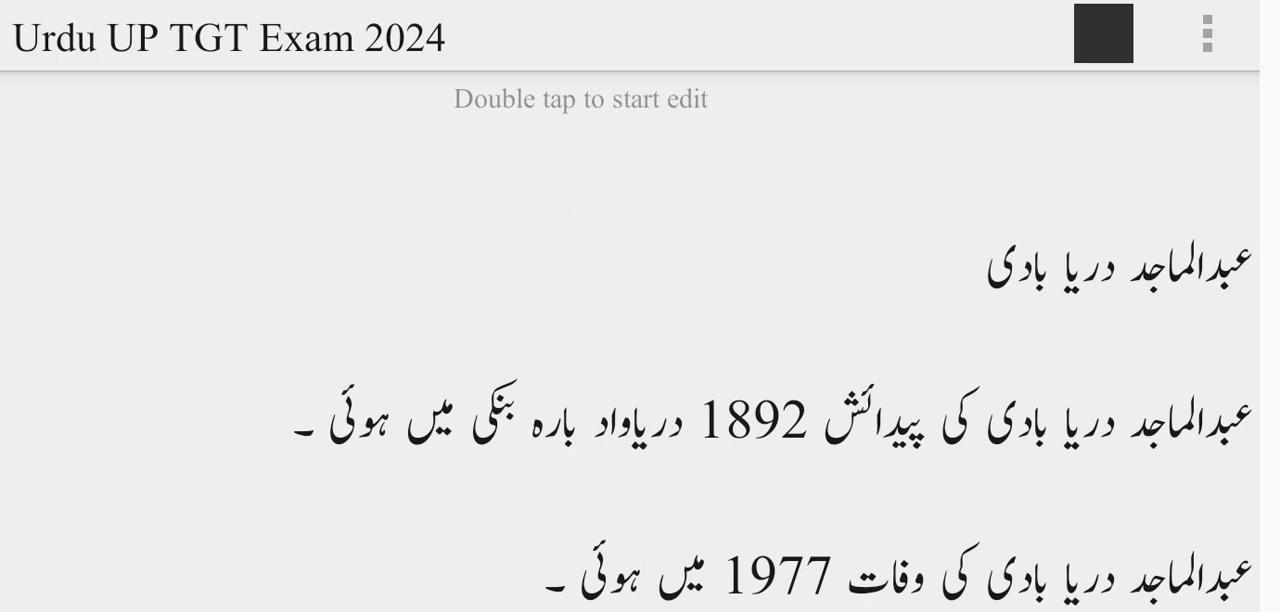 Urdu UP TGT Exam 2024
Double tap to start edit
عبدالماجد دریا بادی
عبدالماجد دریا بادی کی پیدائش 1892 دریاواد بارہ بنکی میں ہوئی ۔
عبدالماجد دریا بادی کی وفات 1977 میں ہوئی ۔